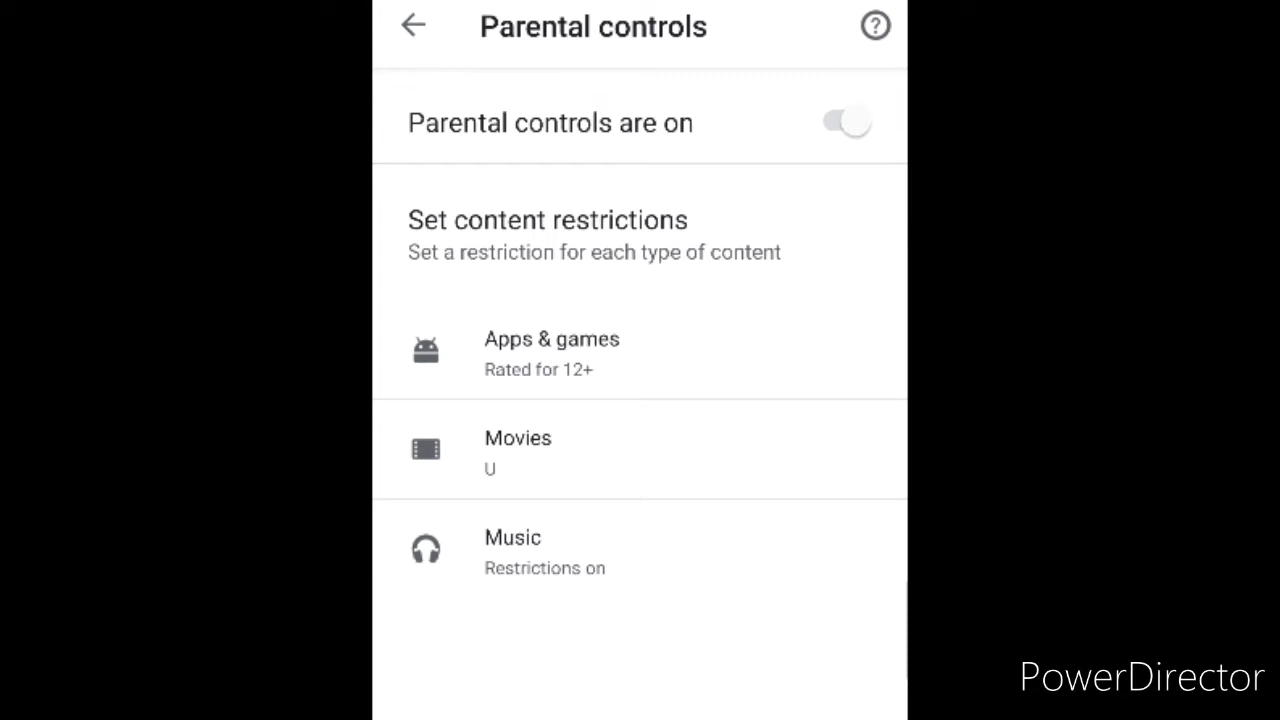 Parental controls
Parental controls are on
Set content restrictions
Set a restriction for each type of content
Apps & games
Rated for 12+
Movies
U
Music
Restrictions on
PowerDirector